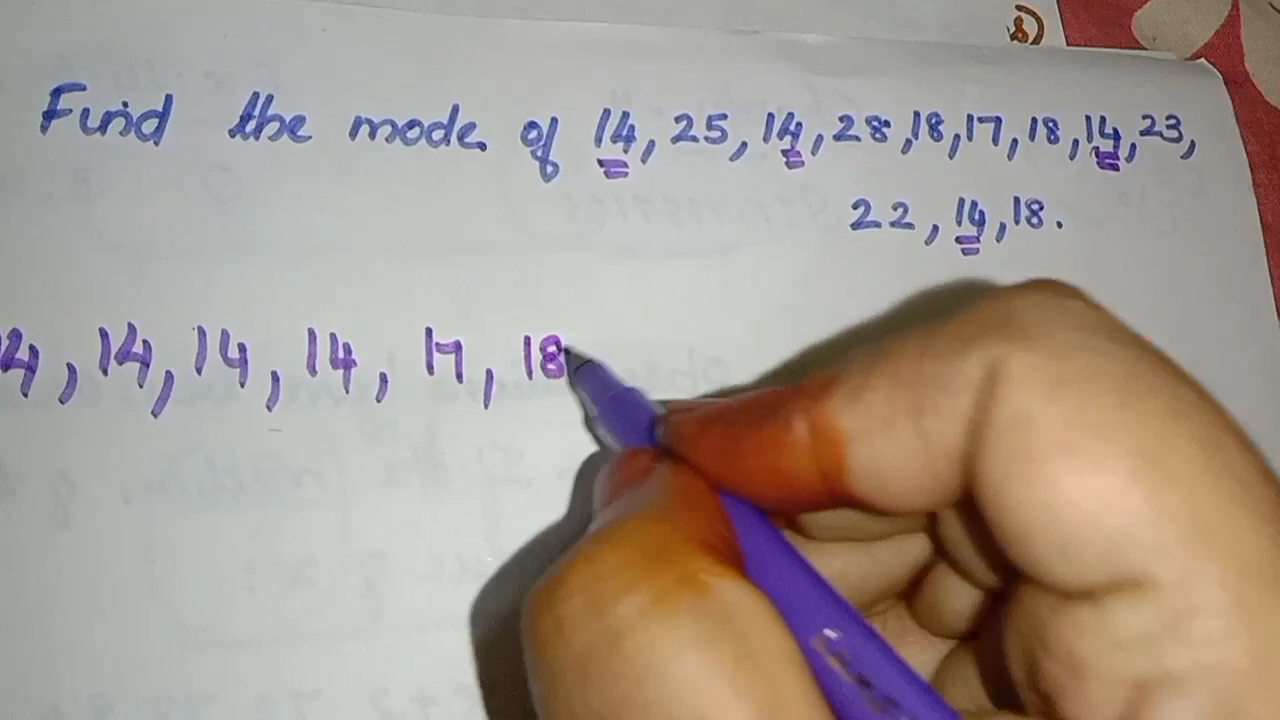 Find the mode of 14, 25, 14, 28, 18, 17, 18, 14, 23,
22, 14, 18.
14, 14, 14, 17, 18